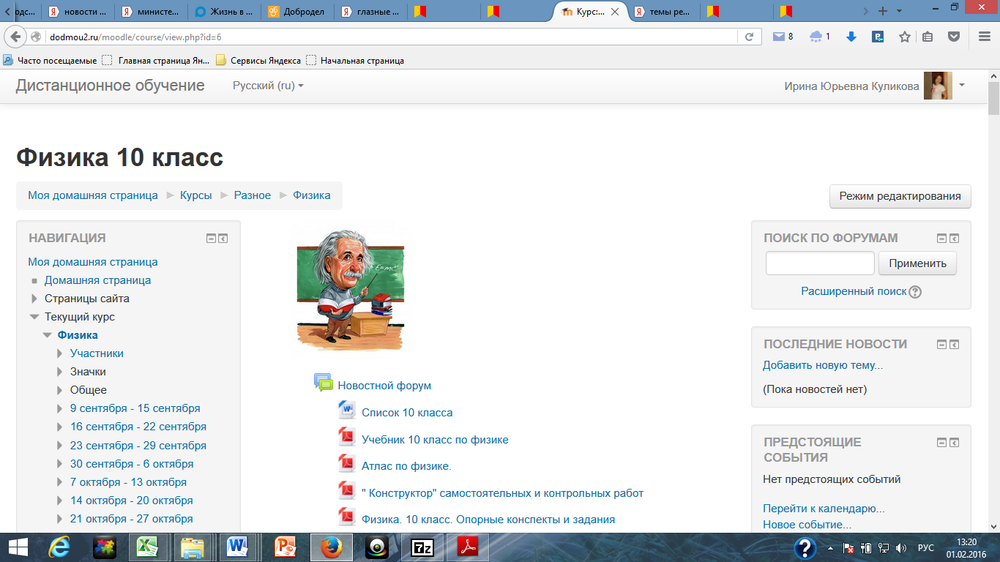 одс...
новости ...
министе...
Жизнь в ...
Добродел
глазные ...
Курс:...
темы ре...
dodmou2.ru/moodle/course/view.php?id=6
8
1
Часто посещаемые
Главная страница Ян...
Сервисы Яндекса
Начальная страница
Дистанционное обучение
Русский (ru)
Ирина Юрьевна Куликова
Физика 10 класс
Моя домашняя страница
Курсы
Разное
Физика
Режим редактирования
НАВИГАЦИЯ
Моя домашняя страница
Домашняя страница
Страницы сайта
Текущий курс
Физика
Участники
Значки
Общее
9 сентября - 15 сентября
16 сентября - 22 сентября
23 сентября - 29 сентября
30 сентября - 6 октября
7 октября - 13 октября
14 октября - 20 октября
21 октября - 27 октября
E=mc²
Новостной форум
Список 10 класса
Учебник 10 класс по физике
Атлас по физике.
" Конструктор" самостоятельных и контрольных работ
Физика. 10 класс. Опорные конспекты и задания
ПОИСК ПО ФОРУМАМ
Применить
Расширенный поиск
ПОСЛЕДНИЕ НОВОСТИ
Добавить новую тему...
(Пока новостей нет)
ПРЕДСТОЯЩИЕ
СОБЫТИЯ
Нет предстоящих событий
Перейти к календарю...
Новое событие...
РУС
13:20
01.02.2016